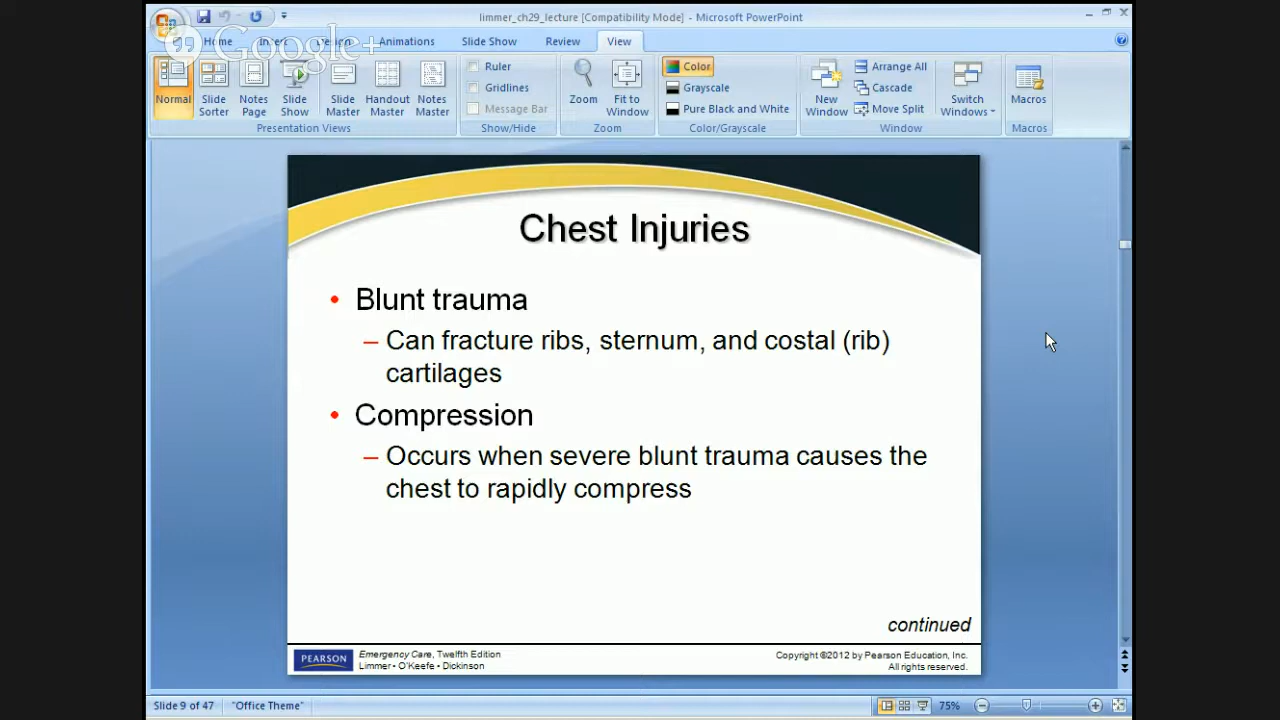 limmer_ch29_lecture [Compatibility Mode] - Microsoft PowerPoint
Google+
Home Insert Design Animations Slide Show Review View
Normal
Slide Sorter
Notes Page
Slide Show
Slide Master
Handout Master
Notes Master
Presentation Views
Ruler
Gridlines
Message Bar
Show/Hide
Zoom
Fit to Window
Zoom
Color
Grayscale
Pure Black and White
Color/Grayscale
New Window
Arrange All
Cascade
Move Split
Switch Windows
Window
Macros
Macros
Chest Injuries
• Blunt trauma
– Can fracture ribs, sternum, and costal (rib)
cartilages
• Compression
– Occurs when severe blunt trauma causes the
chest to rapidly compress
continued
PEARSON
Emergency Care, Twelfth Edition
Limmer • O'Keefe • Dickinson
Copyright ©2012 by Pearson Education, Inc.
All rights reserved.
Slide 9 of 47 "Office Theme" 75%